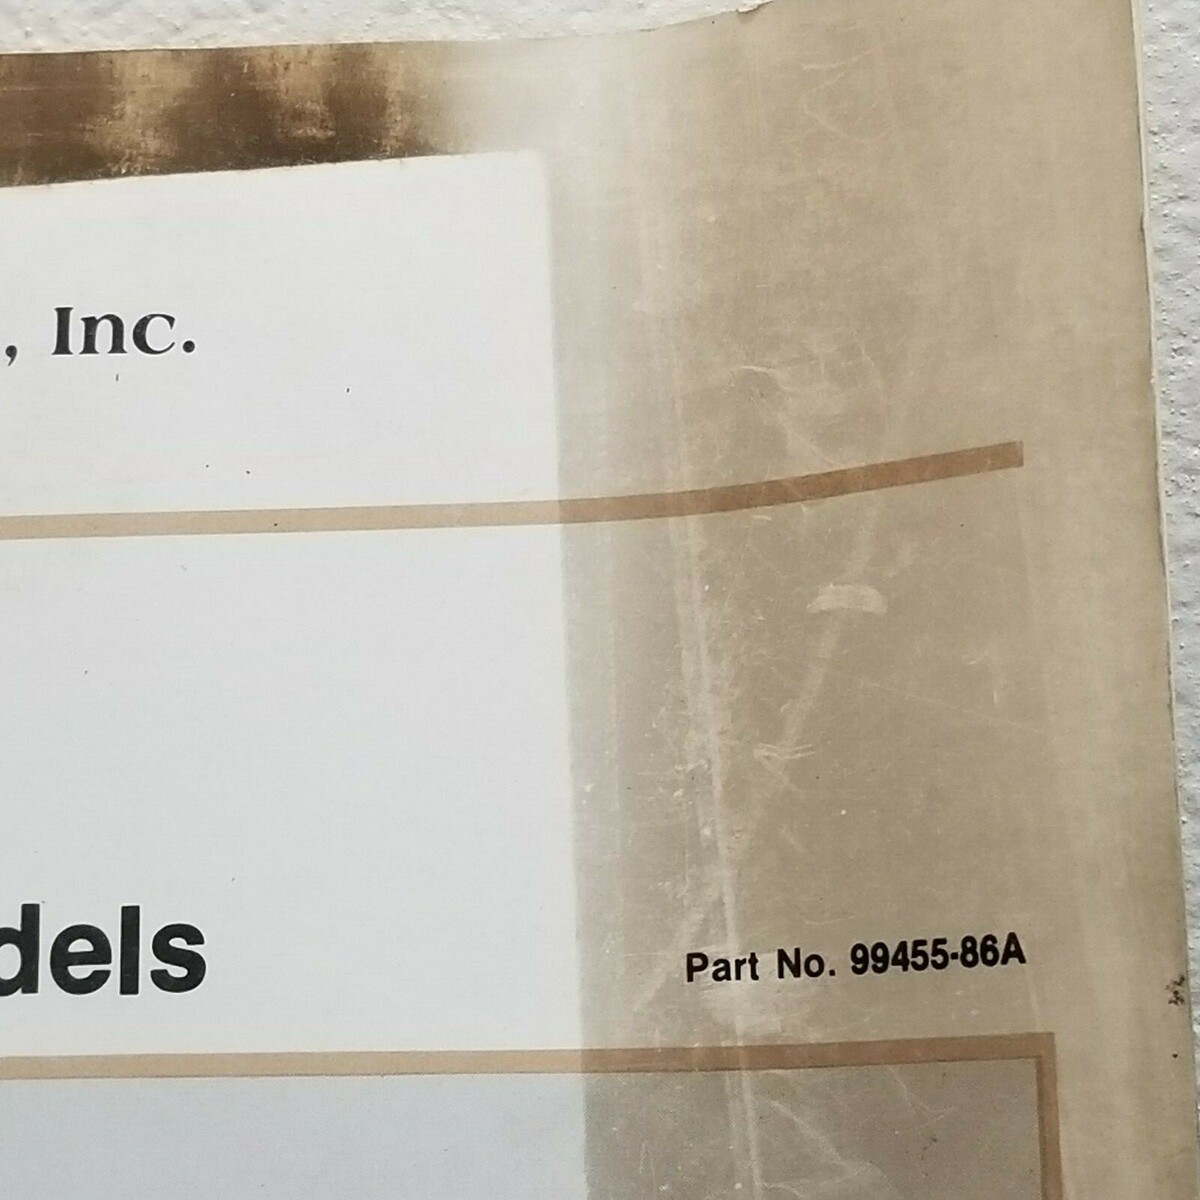 , Inc.
dels
Part No. 99455-86A